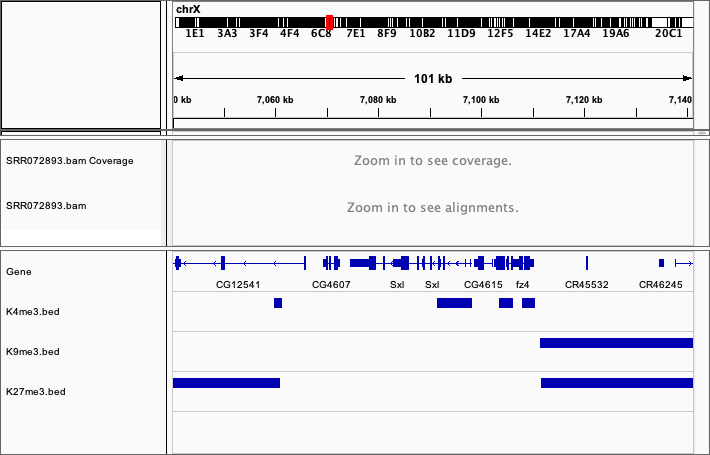 chrX
1E1 3A3 3F4 4F4 6C8 7E1 8F9 10B2 11D9 12F5 14E2 17A4 19A6 20C1
101 kb
0 kb 7,060 kb 7,080 kb 7,100 kb 7,120 kb 7,140
SRR072893.bam Coverage Zoom in to see coverage.
SRR072893.bam Zoom in to see alignments.
Gene
CG12541 CG4607 Sxl Sxl CG4615 fz4 CR45532 CR46245
K4me3.bed
K9me3.bed
K27me3.bed